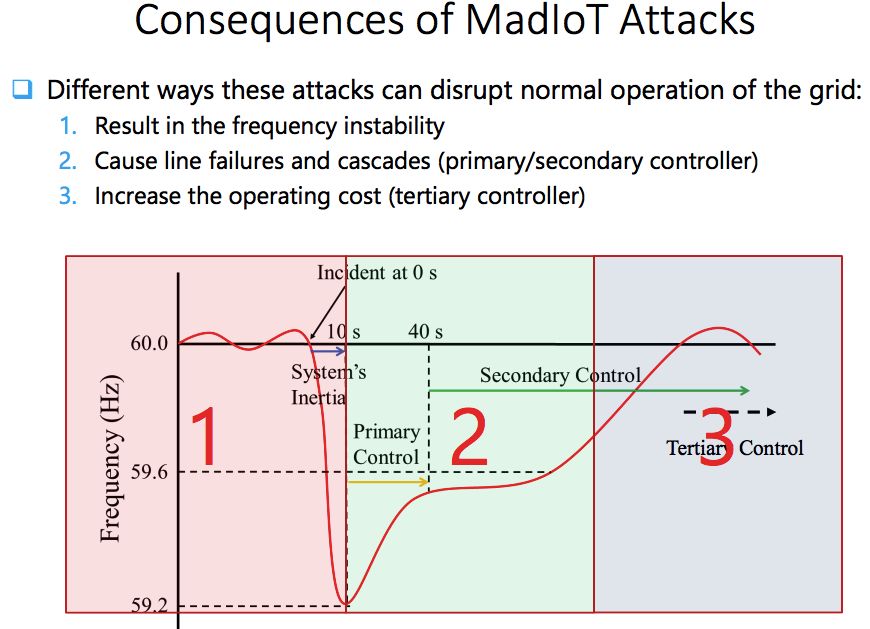 Consequences of MadIoT Attacks
Different ways these attacks can disrupt normal operation of the grid:
1. Result in the frequency instability
2. Cause line failures and cascades (primary/secondary controller)
3. Increase the operating cost (tertiary controller)
Incident at 0 s
60.0
10 s
40 s
System's
Inertia
Secondary Control
Primary
Control
Tertiary Control
1
2
3
Frequency (Hz)
59.6
59.2